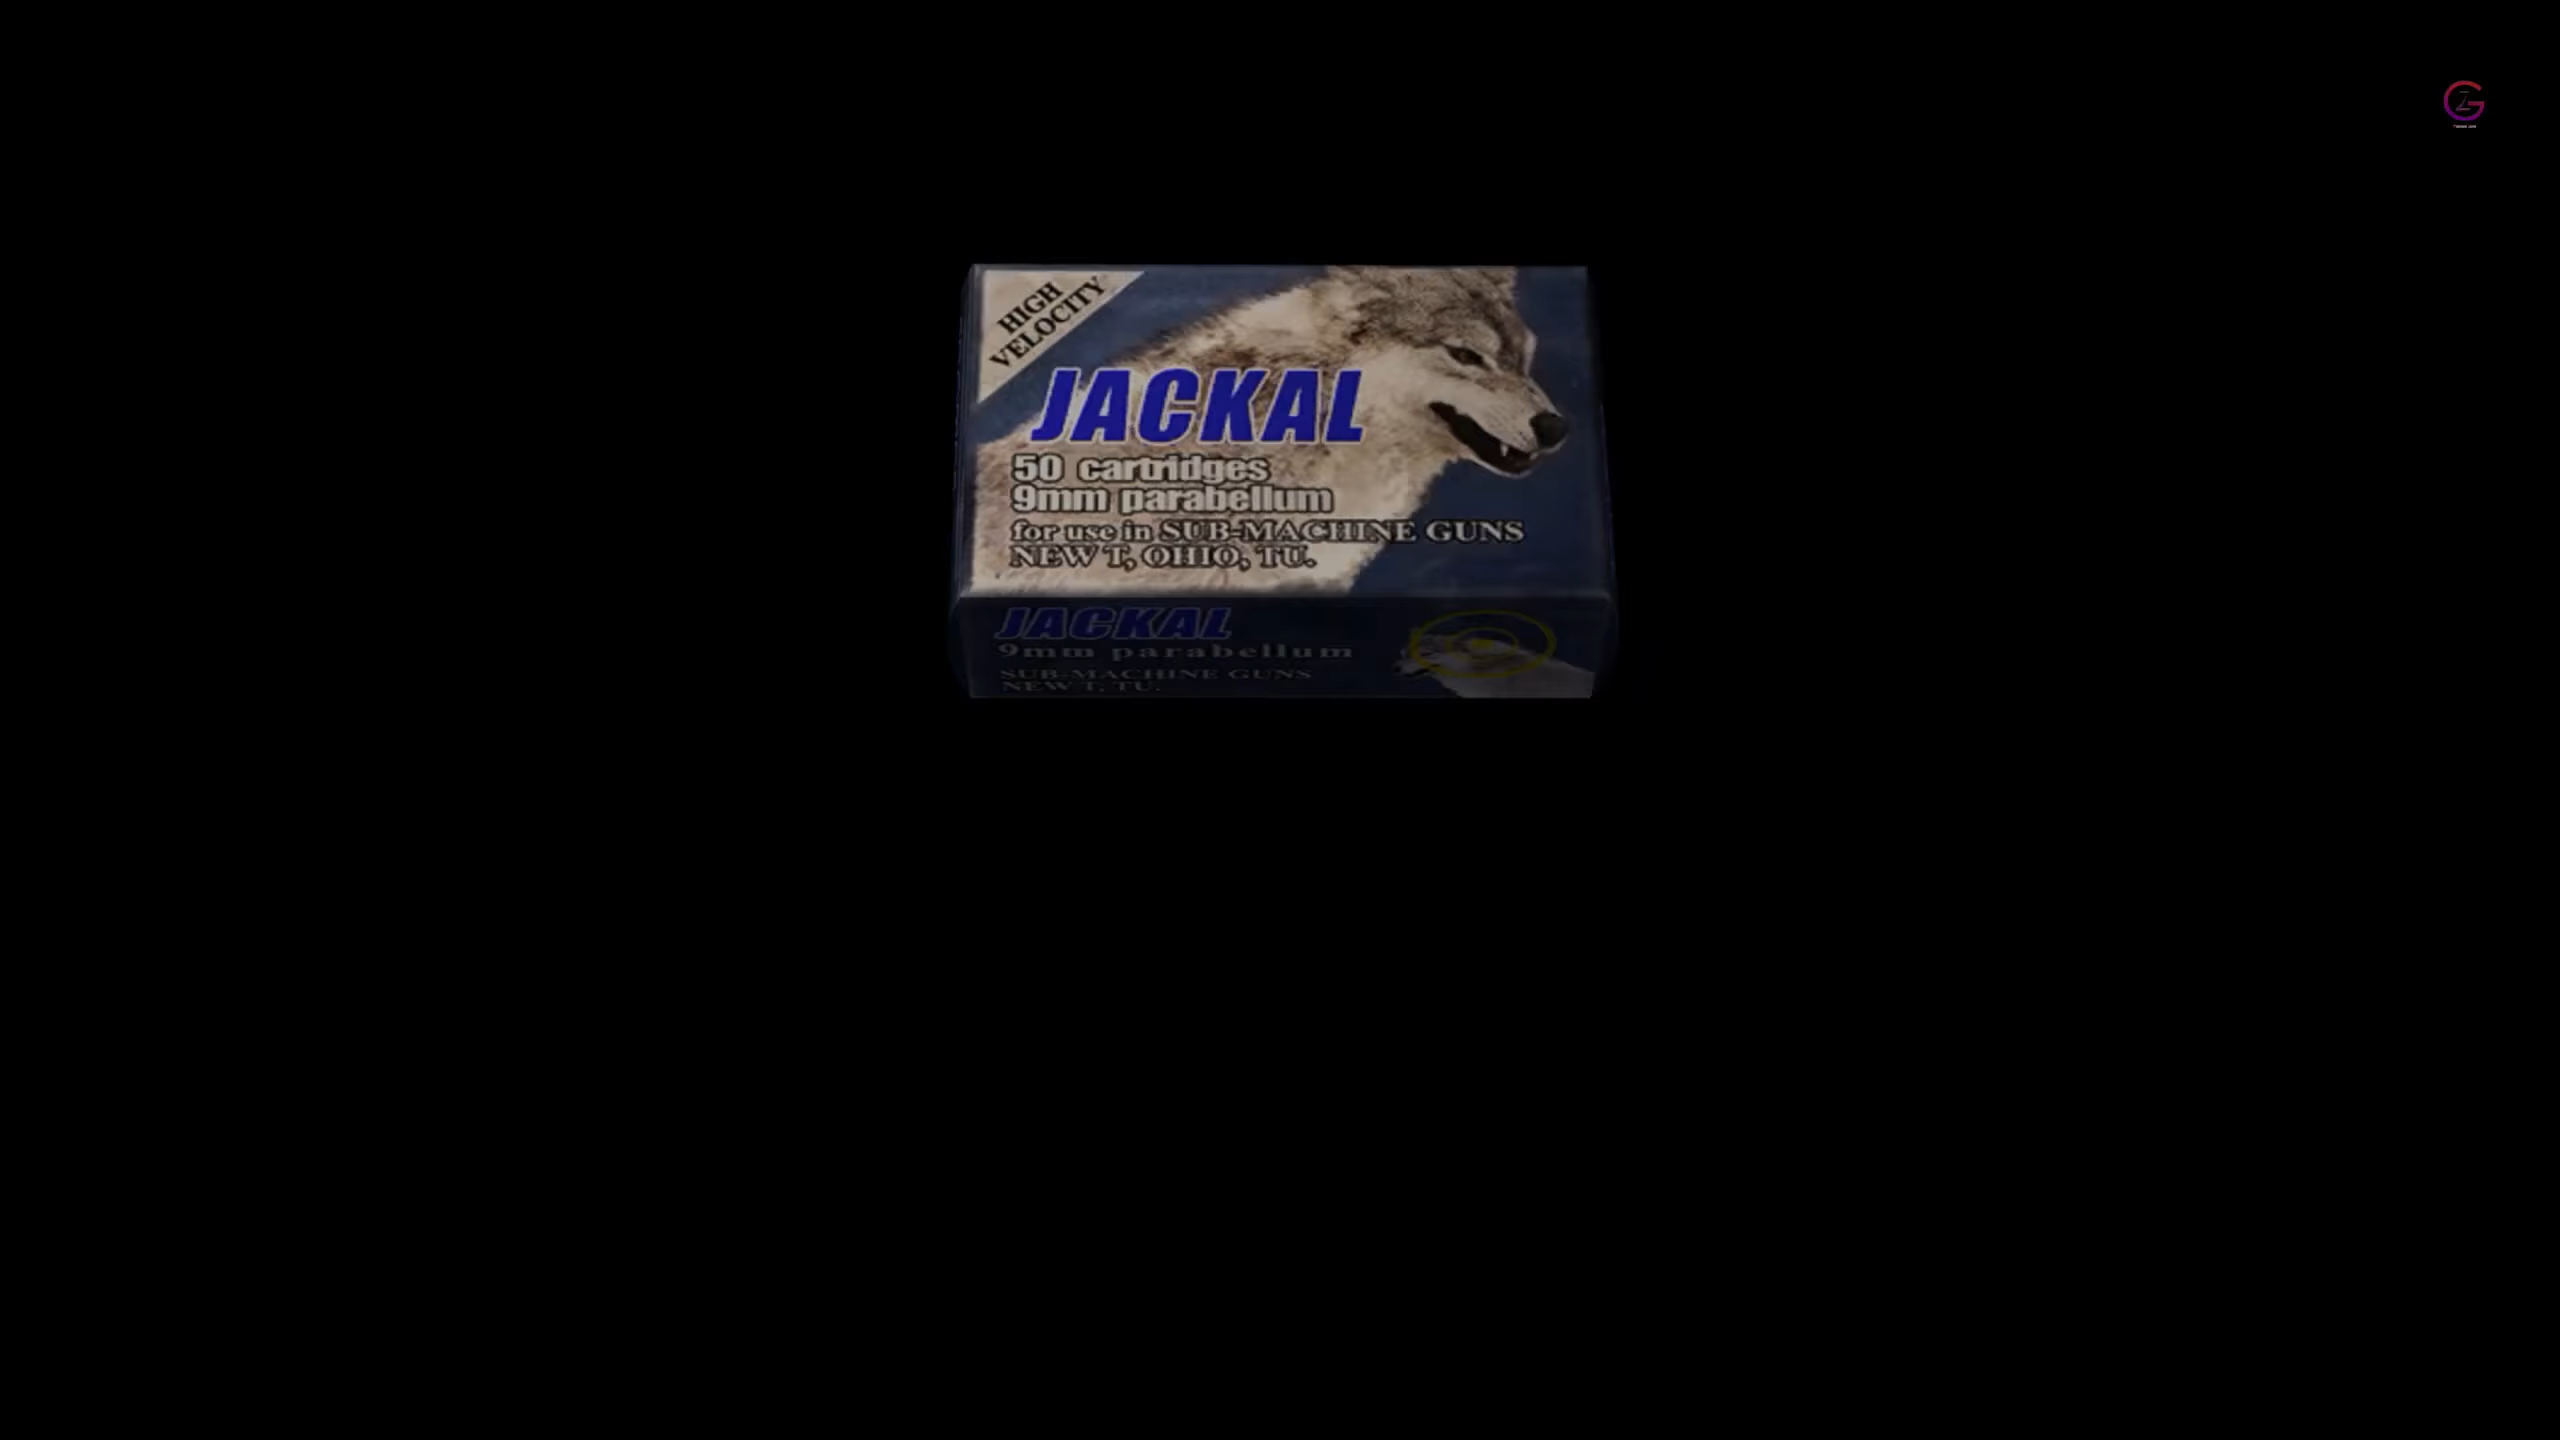 HIGH
VELOCITY
JACKAL
50 cartridges
9mm parabellum
for use in SUB-MACHINE GUNS
NEW T, OHIO, TU.
JACKAL
9mm parabellum
SUB-MACHINE GUNS
NEW T, TU.